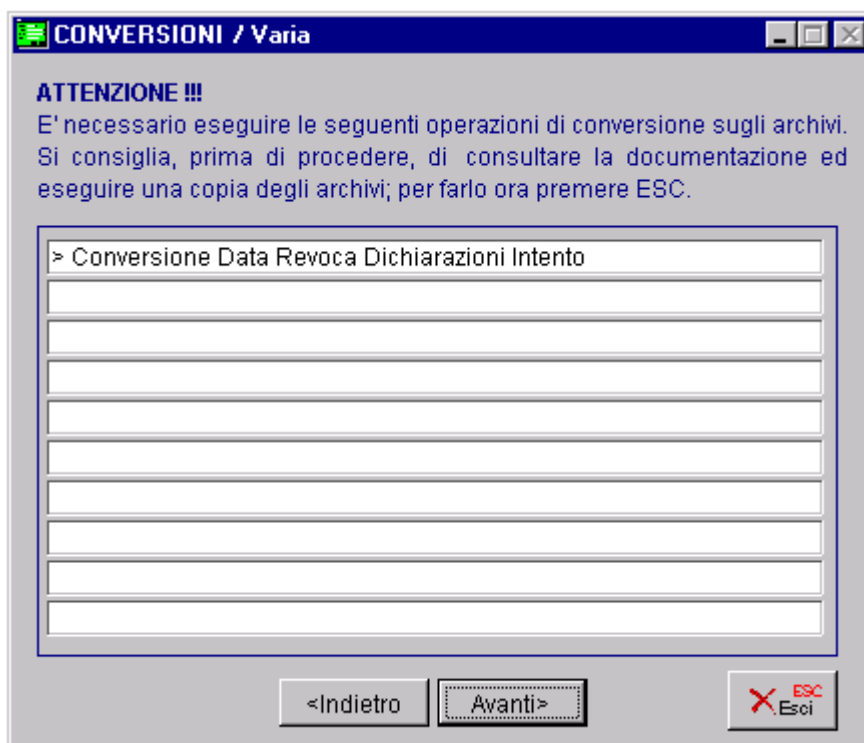 CONVERSIONI / Varia
ATTENZIONE !!!
E' necessario eseguire le seguenti operazioni di conversione sugli archivi.
Si consiglia, prima di procedere, di consultare la documentazione ed
eseguire una copia degli archivi; per farlo ora premere ESC.
> Conversione Data Revoca Dichiarazioni Intento
<Indietro
Avanti>
ESC
Esci